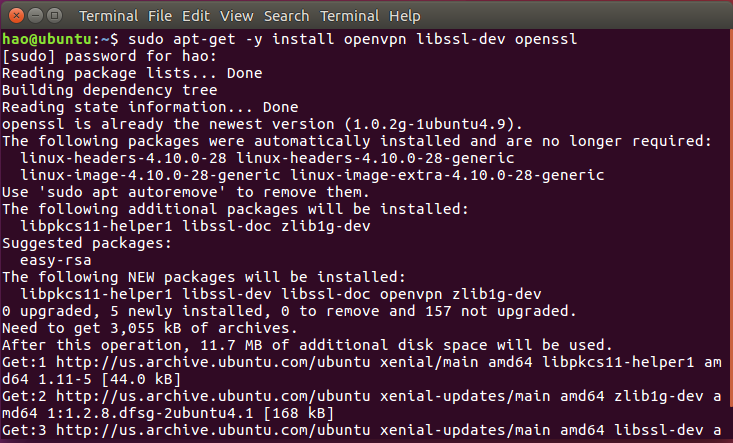 Terminal File Edit View Search Terminal Help
hao@ubuntu:~$ sudo apt-get -y install openvpn libssl-dev openssl
[sudo] password for hao:
Reading package lists... Done
Building dependency tree
Reading state information... Done
openssl is already the newest version (1.0.2g-1ubuntu4.9).
The following packages were automatically installed and are no longer required:
  linux-headers-4.10.0-28 linux-headers-4.10.0-28-generic
  linux-image-4.10.0-28-generic linux-image-extra-4.10.0-28-generic
Use 'sudo apt autoremove' to remove them.
The following additional packages will be installed:
  libpkcs11-helper1 libssl-doc zlib1g-dev
Suggested packages:
  easy-rsa
The following NEW packages will be installed:
  libpkcs11-helper1 libssl-dev libssl-doc openvpn zlib1g-dev
0 upgraded, 5 newly installed, 0 to remove and 157 not upgraded.
Need to get 3,055 kB of archives.
After this operation, 11.7 MB of additional disk space will be used.
Get:1 http://us.archive.ubuntu.com/ubuntu xenial/main amd64 libpkcs11-helper1 am
d64 1.11-5 [44.0 kB]
Get:2 http://us.archive.ubuntu.com/ubuntu xenial-updates/main amd64 zlib1g-dev a
md64 1:1.2.8.dfsg-2ubuntu4.1 [168 kB]
Get:3 http://us.archive.ubuntu.com/ubuntu xenial-updates/main amd64 libssl-dev a